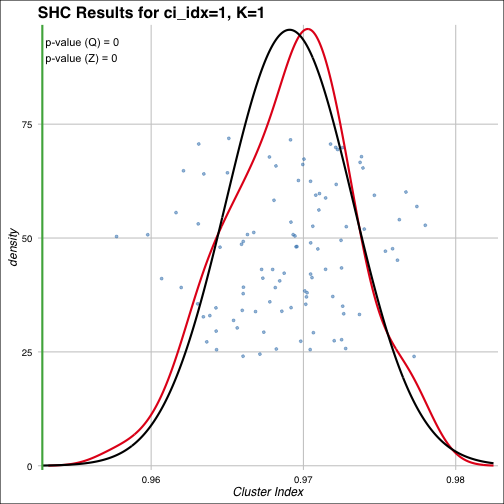 SHC Results for ci_idx=1, K=1
p-value (Q) = 0
p-value (Z) = 0
75
50
25
0
density
0.96 0.97 0.98
Cluster Index